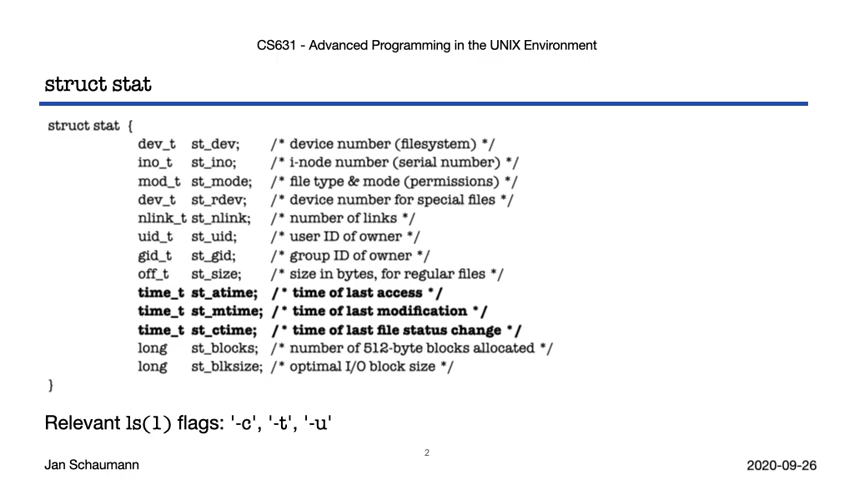 CS631 - Advanced Programming in the UNIX Environment
struct stat
struct stat {
dev_t st_dev; /* device number (filesystem) */
ino_t st_ino; /* i-node number (serial number) */
mod_t st_mode; /* file type & mode (permissions) */
dev_t st_rdev; /* device number for special files */
nlink_t st_nlink; /* number of links */
uid_t st_uid; /* user ID of owner */
gid_t st_gid; /* group ID of owner */
off_t st_size; /* size in bytes, for regular files */
time_t st_atime; /* time of last access */
time_t st_mtime; /* time of last modification */
time_t st_ctime; /* time of last file status change */
long st_blocks; /* number of 512-byte blocks allocated */
long st_blksize; /* optimal I/O block size */
}
Relevant ls(1) flags: '-c', '-t', '-u'
2
Jan Schaumann 2020-09-26